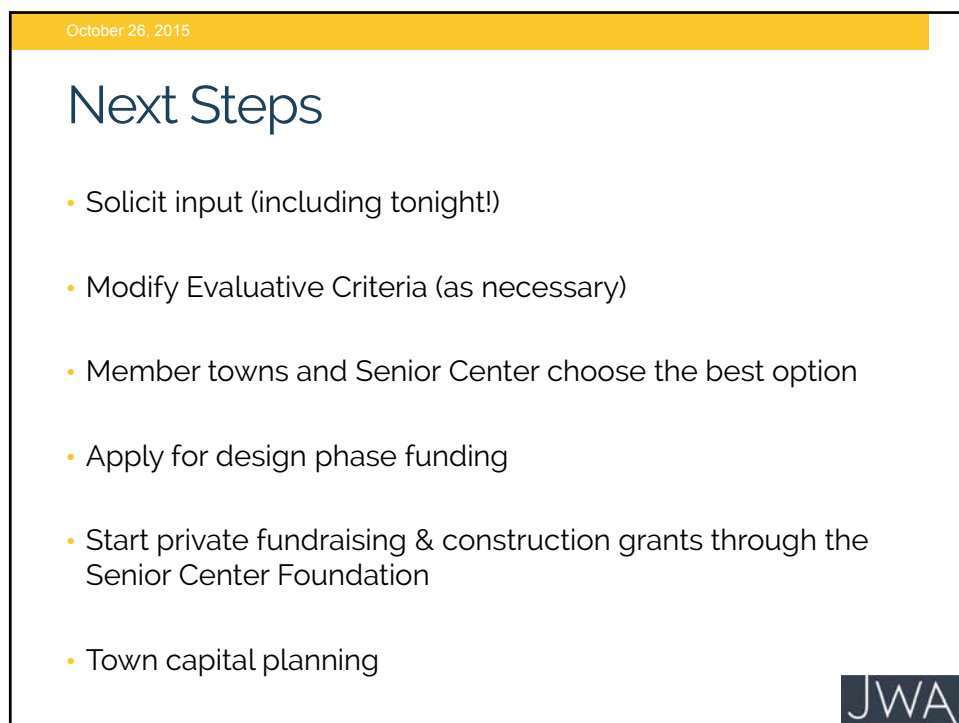 October 26, 2015
Next Steps
• Solicit input (including tonight!)
• Modify Evaluative Criteria (as necessary)
• Member towns and Senior Center choose the best option
• Apply for design phase funding
• Start private fundraising & construction grants through the
Senior Center Foundation
• Town capital planning
JWA